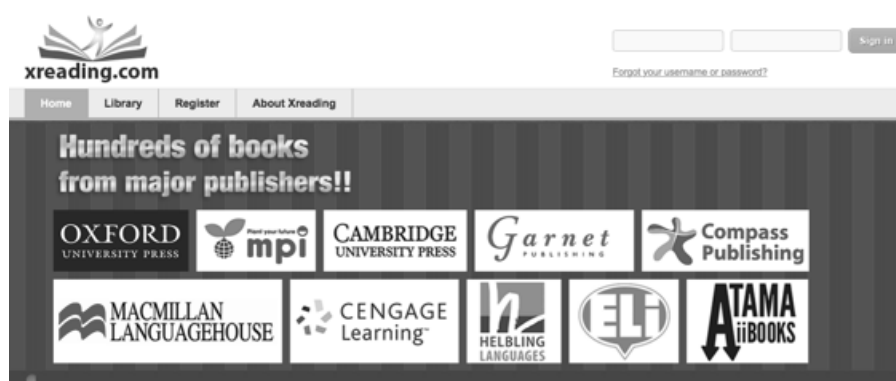 xreading.com
Sign in
Forgot your username or password?
Home Library Register About Xreading
Hundreds of books
from major publishers!!
OXFORD
UNIVERSITY PRESS
Plant your future
mpi
CAMBRIDGE
UNIVERSITY PRESS
Garnet
PUBLISHING
Compass
Publishing
MACMILLAN
LANGUAGEHOUSE
CENGAGE
Learning™
h
HELBLING
LANGUAGES
ELi
ATAMA
iiBOOKS